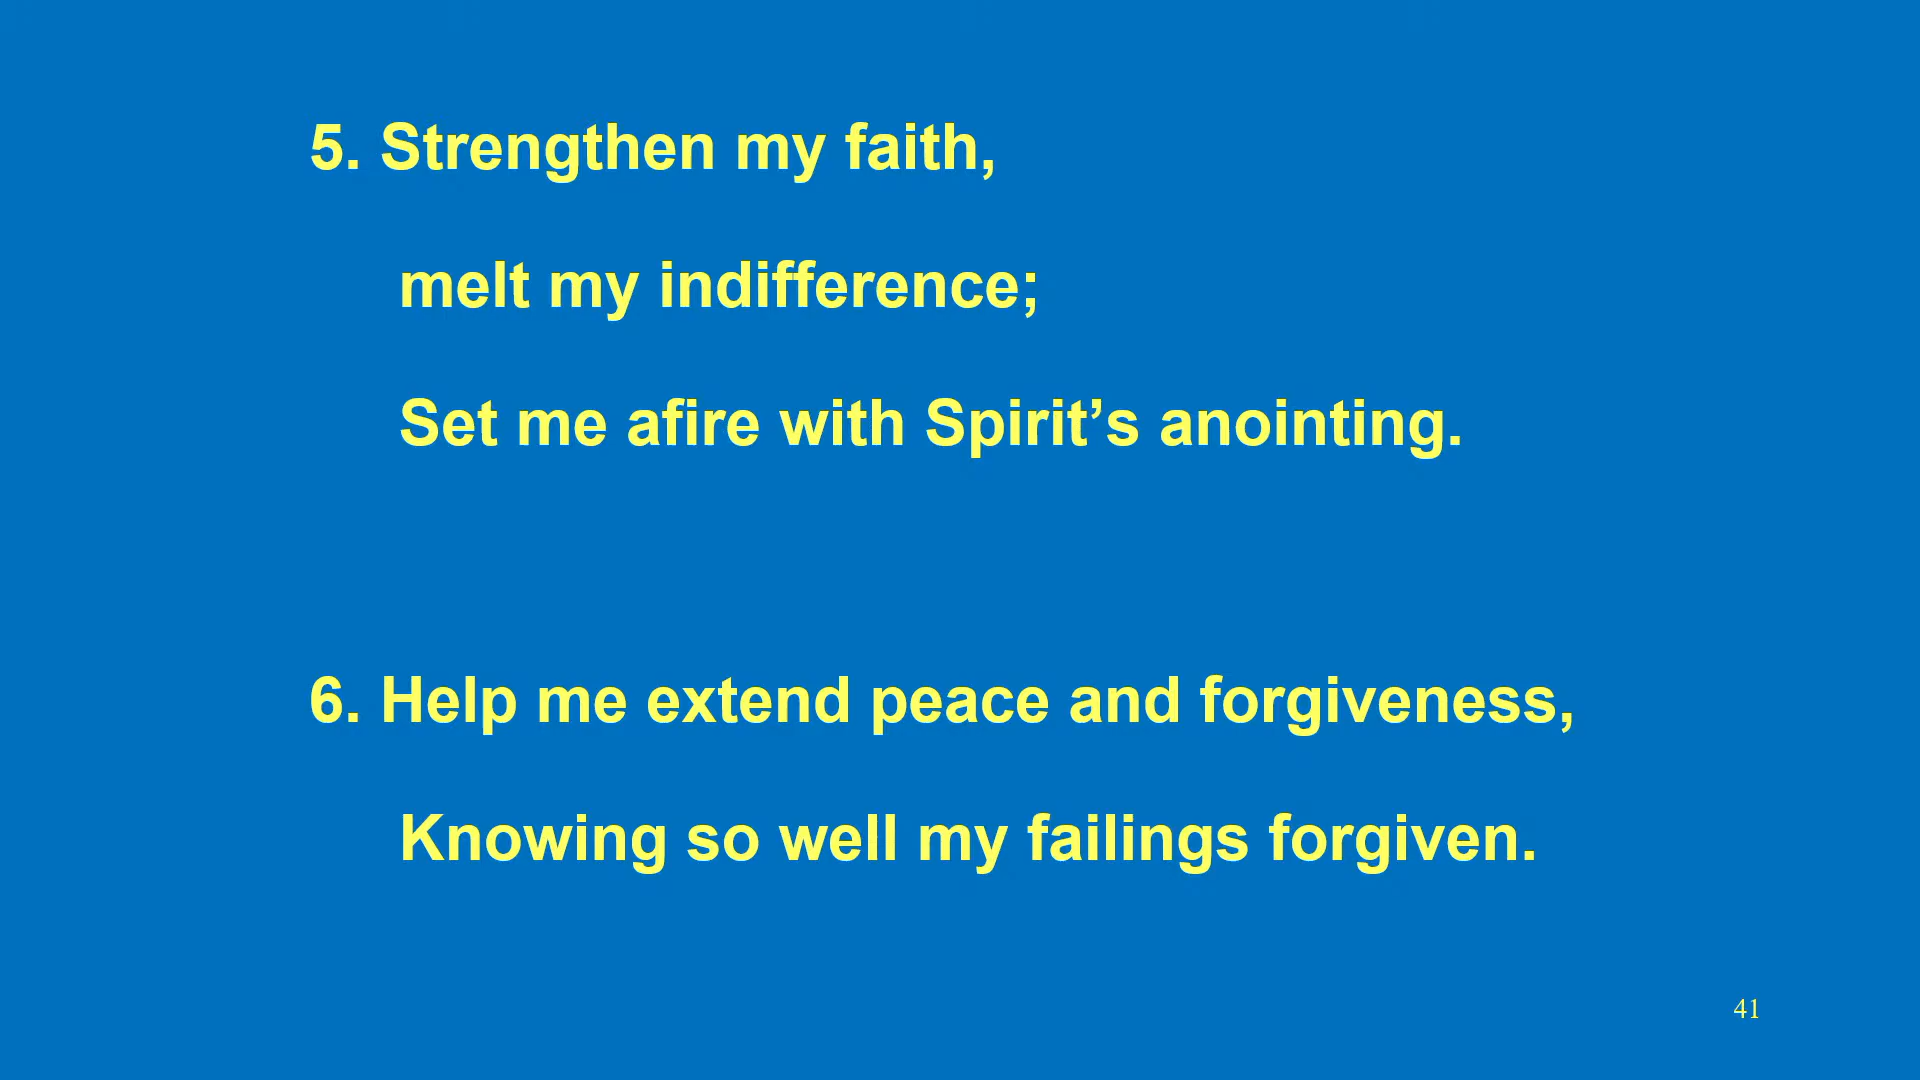 5. Strengthen my faith,
melt my indifference;
Set me afire with Spirit’s anointing.
6. Help me extend peace and forgiveness,
Knowing so well my failings forgiven.
41